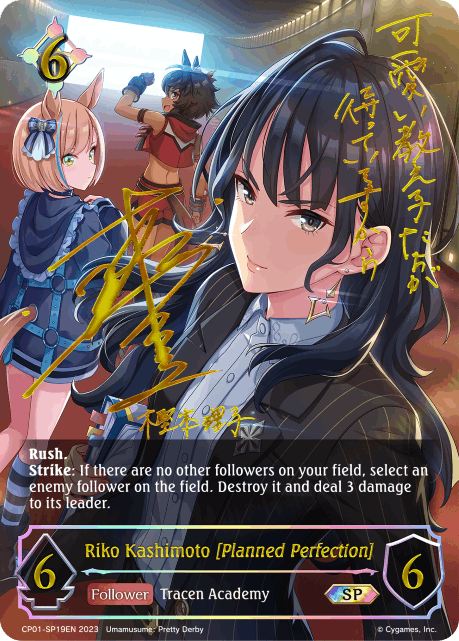 6
可愛い教え子たちが
待っていますから
樫本理子
Rush.
Strike: If there are no other followers on your field, select an
enemy follower on the field. Destroy it and deal 3 damage
to its leader.
6
Riko Kashimoto [Planned Perfection]
6
Follower
Tracen Academy
SP
CP01-SP19EN 2023
Umamusume: Pretty Derby
© Cygames, Inc.